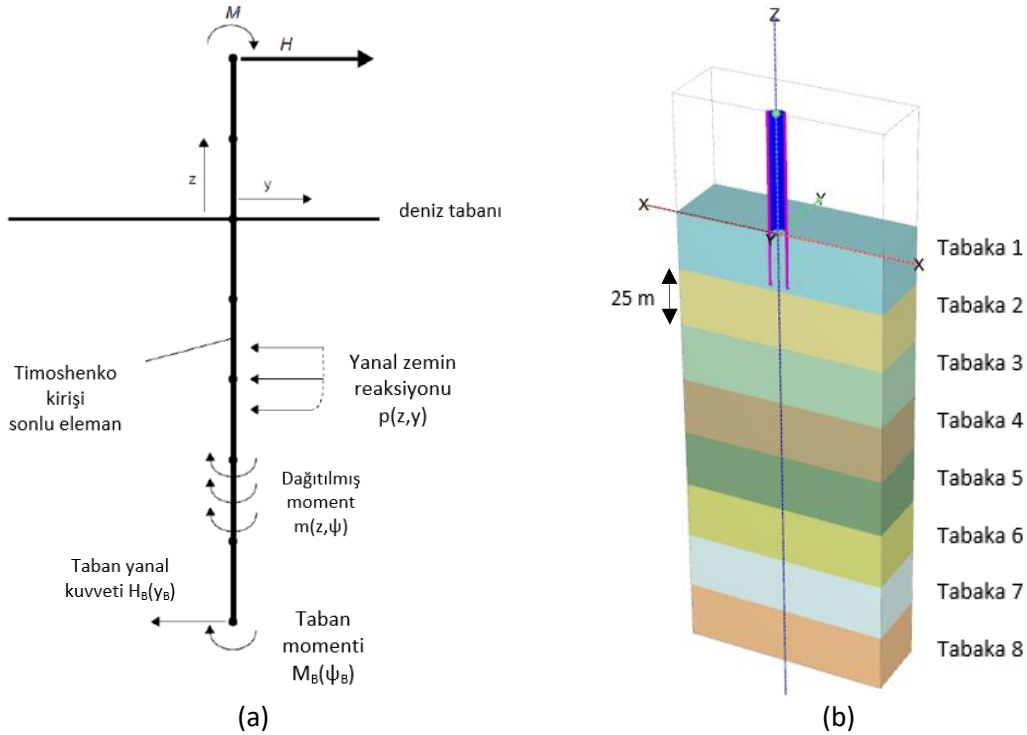 M
H
z
y
deniz tabanı
Timoshenko
kirişi
sonlu eleman
Yanal zemin
reaksiyonu
p(z,y)
Dağıtılmış
moment
m(z,ψ)
Taban yanal
kuvveti H_B(y_B)
Taban
momenti
M_B(ψ_B)
(a)
Z
X
Y
Y
X
25 m
Tabaka 1
Tabaka 2
Tabaka 3
Tabaka 4
Tabaka 5
Tabaka 6
Tabaka 7
Tabaka 8
(b)